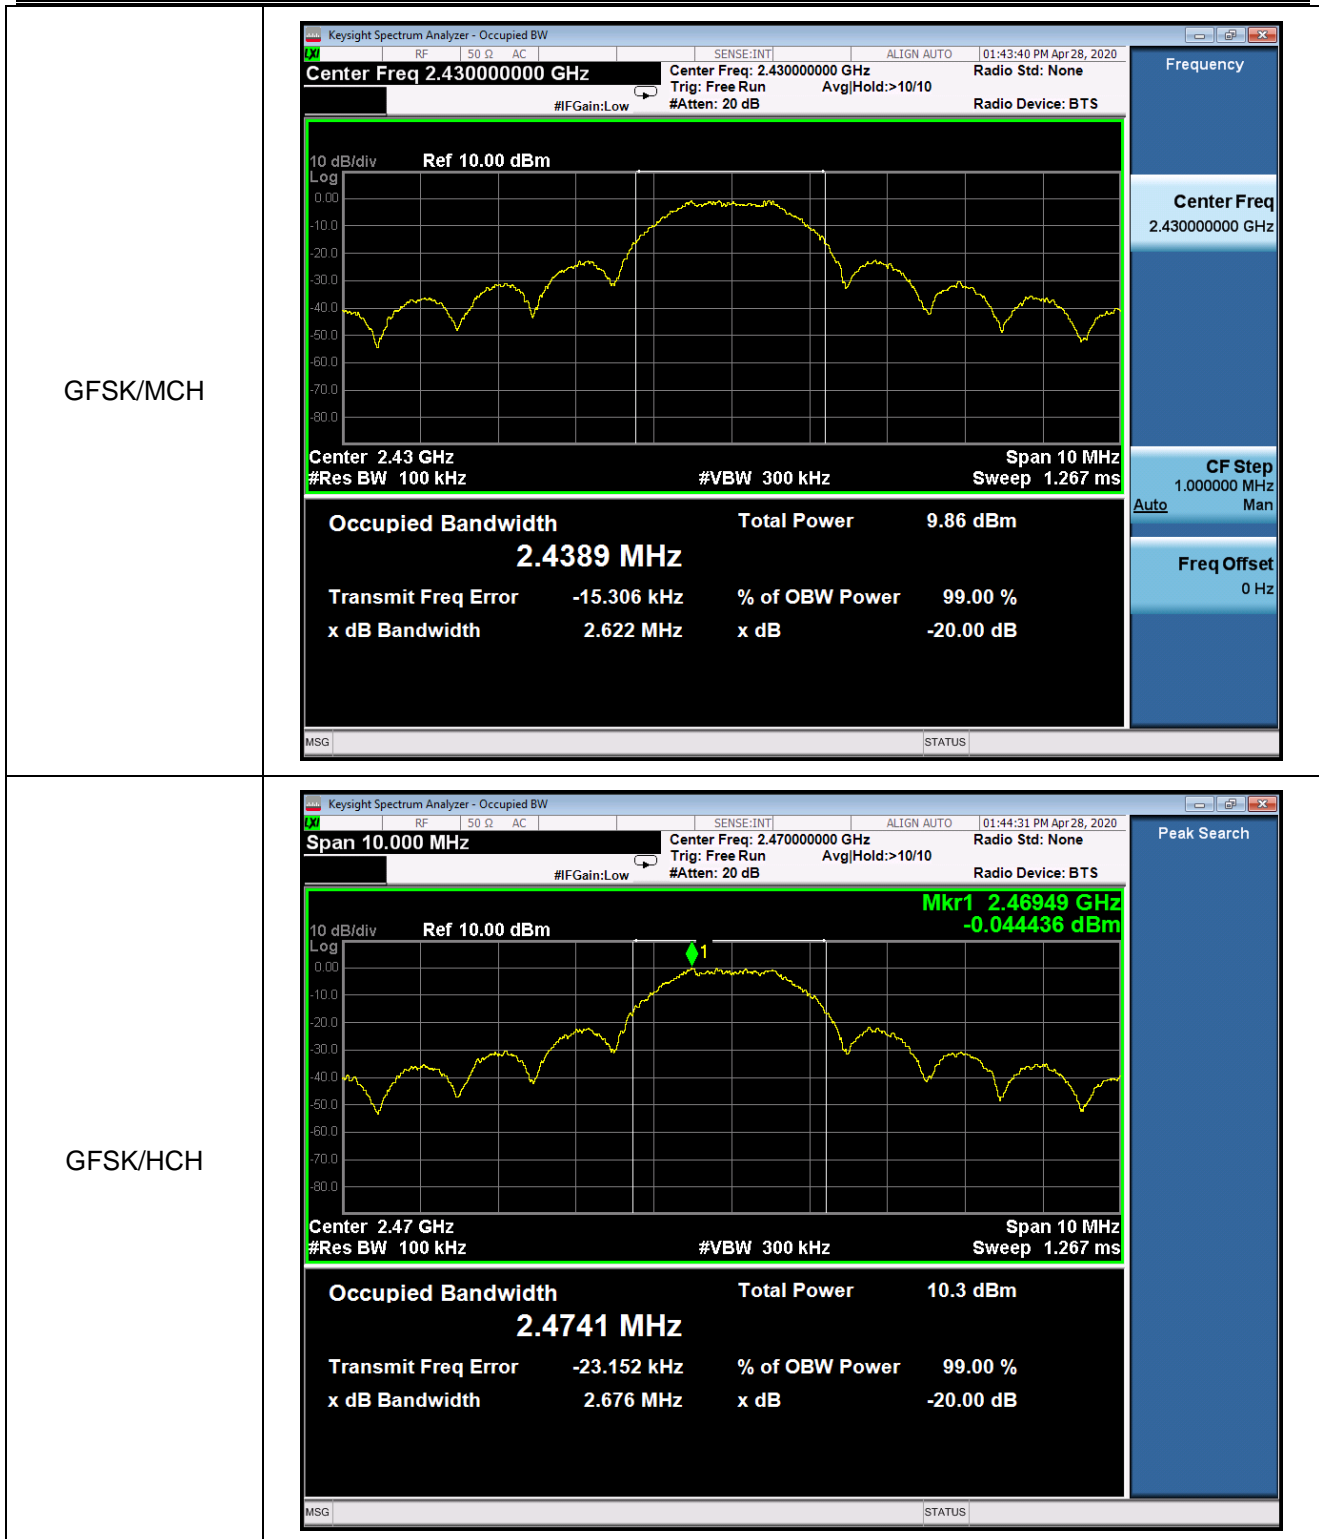 GFSK/MCH
Keysight Spectrum Analyzer - Occupied BW
LXI RF 50 Ω AC SENSE:INT ALIGN AUTO 01:43:40 PM Apr 28, 2020
Center Freq 2.430000000 GHz Center Freq: 2.430000000 GHz Radio Std: None
Trig: Free Run Avg|Hold:>10/10
#IFGain:Low #Atten: 20 dB Radio Device: BTS
10 dB/div Ref 10.00 dBm
Log
0.00
-10.0
-20.0
-30.0
-40.0
-50.0
-60.0
-70.0
-80.0
Center 2.43 GHz Span 10 MHz
#Res BW 100 kHz #VBW 300 kHz Sweep 1.267 ms
Occupied Bandwidth Total Power 9.86 dBm
2.4389 MHz
Transmit Freq Error -15.306 kHz % of OBW Power 99.00 %
x dB Bandwidth 2.622 MHz x dB -20.00 dB
MSG STATUS
Frequency
Center Freq
2.430000000 GHz
CF Step
1.000000 MHz
Auto Man
Freq Offset
0 Hz
GFSK/HCH
Keysight Spectrum Analyzer - Occupied BW
LXI RF 50 Ω AC SENSE:INT ALIGN AUTO 01:44:31 PM Apr 28, 2020
Span 10.000 MHz Center Freq: 2.470000000 GHz Radio Std: None
Trig: Free Run Avg|Hold:>10/10
#IFGain:Low #Atten: 20 dB Radio Device: BTS
Mkr1 2.46949 GHz
10 dB/div Ref 10.00 dBm -0.044436 dBm
Log
1
0.00
-10.0
-20.0
-30.0
-40.0
-50.0
-60.0
-70.0
-80.0
Center 2.47 GHz Span 10 MHz
#Res BW 100 kHz #VBW 300 kHz Sweep 1.267 ms
Occupied Bandwidth Total Power 10.3 dBm
2.4741 MHz
Transmit Freq Error -23.152 kHz % of OBW Power 99.00 %
x dB Bandwidth 2.676 MHz x dB -20.00 dB
MSG STATUS
Peak Search